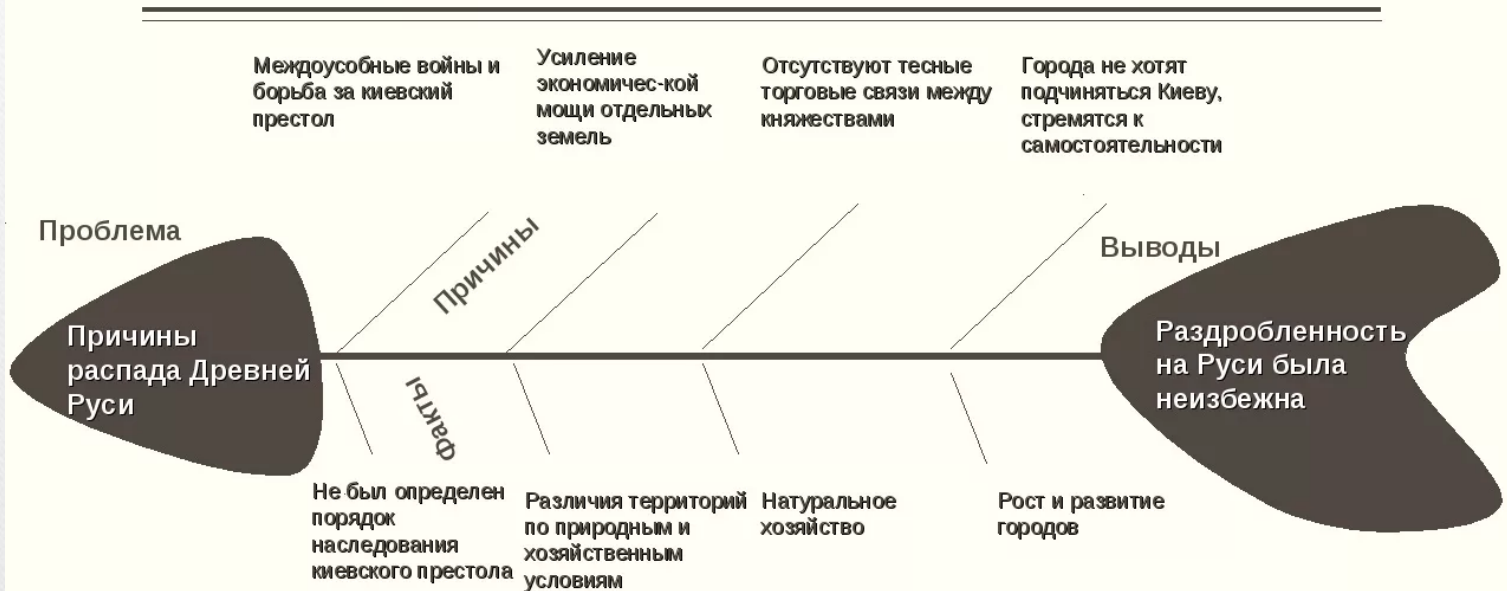 Междоусобные войны и
борьба за киевский
престол
Усиление
экономичес-кой
мощи отдельных
земель
Отсутствуют тесные
торговые связи между
княжествами
Города не хотят
подчиняться Киеву,
стремятся к
самостоятельности
Проблема
Причины
Выводы
Причины
распада Древней
Руси
Раздробленность
на Руси была
неизбежна
Факты
Не был определен
порядок
наследования
киевского престола
Различия территорий
по природным и
хозяйственным
условиям
Натуральное
хозяйство
Рост и развитие
городов